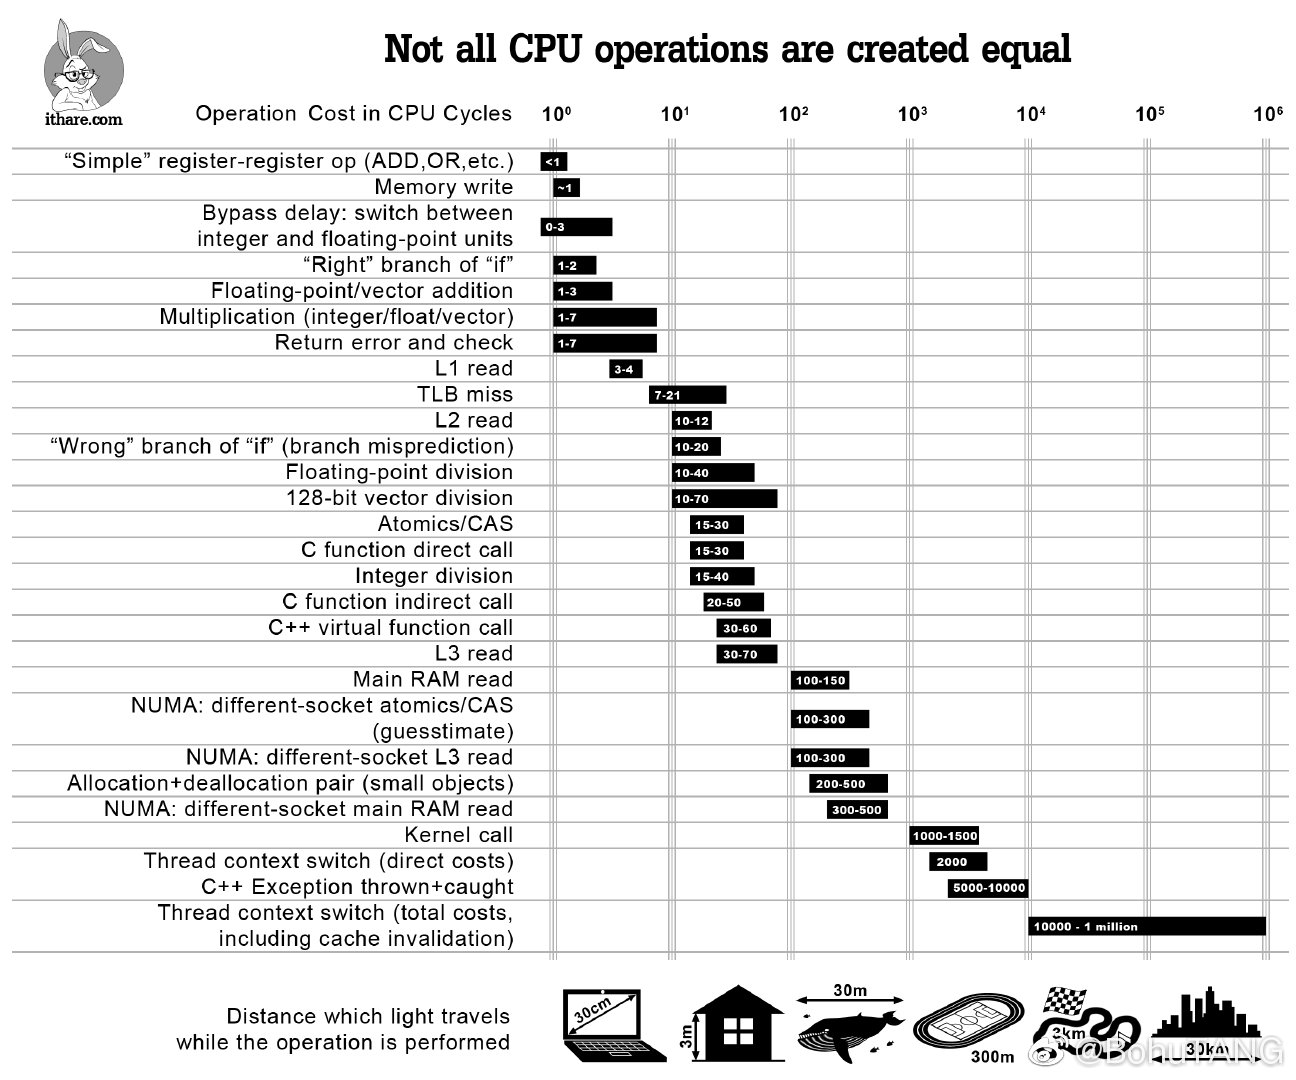 Not all CPU operations are created equal
ithare.com
Operation Cost in CPU Cycles 10⁰ 10¹ 10² 10³ 10⁴ 10⁵ 10⁶
“Simple” register-register op (ADD,OR,etc.) <1
Memory write ~1
Bypass delay: switch between
integer and floating-point units 0-3
“Right” branch of “if” 1-2
Floating-point/vector addition 1-3
Multiplication (integer/float/vector) 1-7
Return error and check 1-7
L1 read 3-4
TLB miss 7-21
L2 read 10-12
“Wrong” branch of “if” (branch misprediction) 10-20
Floating-point division 10-40
128-bit vector division 10-70
Atomics/CAS 15-30
C function direct call 15-30
Integer division 15-40
C function indirect call 20-50
C++ virtual function call 30-60
L3 read 30-70
Main RAM read 100-150
NUMA: different-socket atomics/CAS
(guesstimate) 100-300
NUMA: different-socket L3 read 100-300
Allocation+deallocation pair (small objects) 200-500
NUMA: different-socket main RAM read 300-500
Kernel call 1000-1500
Thread context switch (direct costs) 2000
C++ Exception thrown+caught 5000-10000
Thread context switch (total costs,
including cache invalidation) 10000 - 1 million
Distance which light travels
while the operation is performed
30cm
3m
30m
300m
3km
30km
@BohuTANG